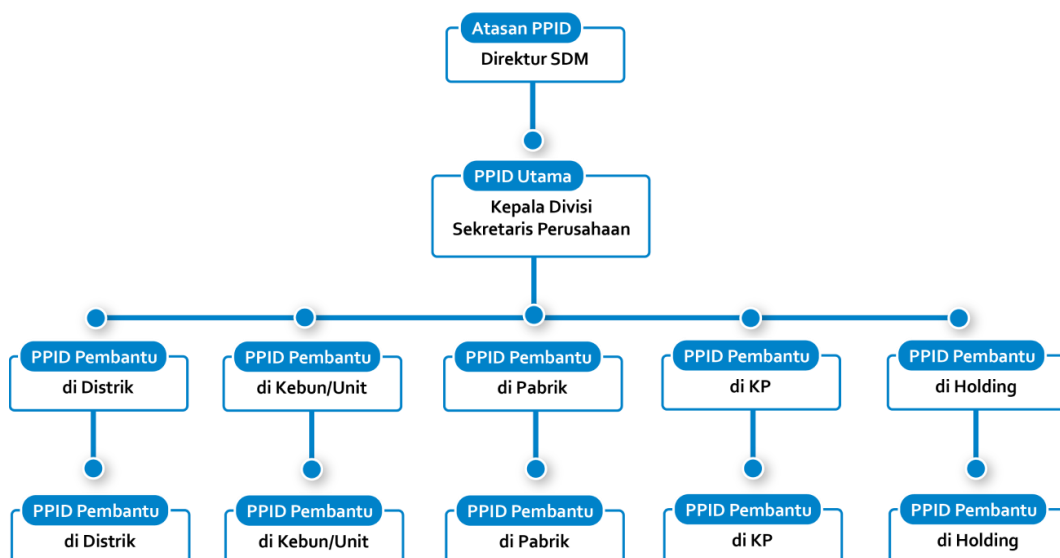 Atasan PPID
Direktur SDM
PPID Utama
Kepala Divisi
Sekretaris Perusahaan
PPID Pembantu
di Distrik
PPID Pembantu
di Kebun/Unit
PPID Pembantu
di Pabrik
PPID Pembantu
di KP
PPID Pembantu
di Holding
PPID Pembantu
di Distrik
PPID Pembantu
di Kebun/Unit
PPID Pembantu
di Pabrik
PPID Pembantu
di KP
PPID Pembantu
di Holding